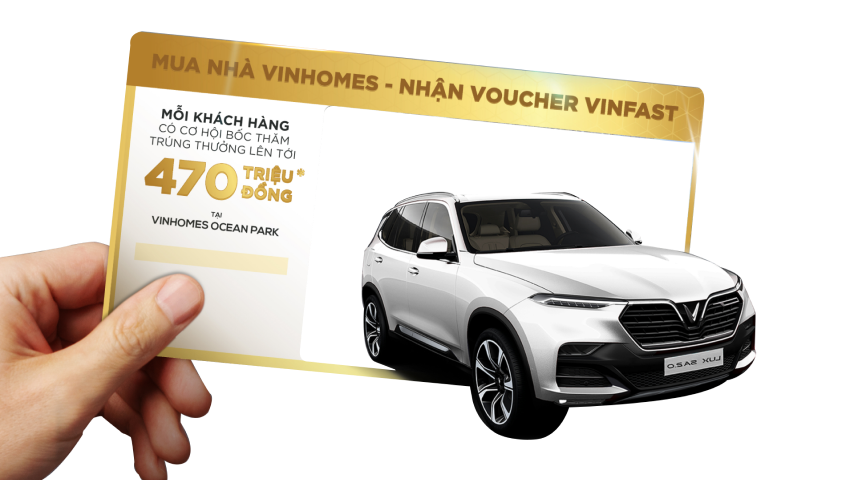 MUA NHÀ VINHOMES - NHẬN VOUCHER VINFAST
MỖI KHÁCH HÀNG
CÓ CƠ HỘI BỐC THĂM
TRÚNG THƯỞNG LÊN TỚI
470 TRIỆU*
ĐỒNG
TẠI
VINHOMES OCEAN PARK
LUX SA2.0